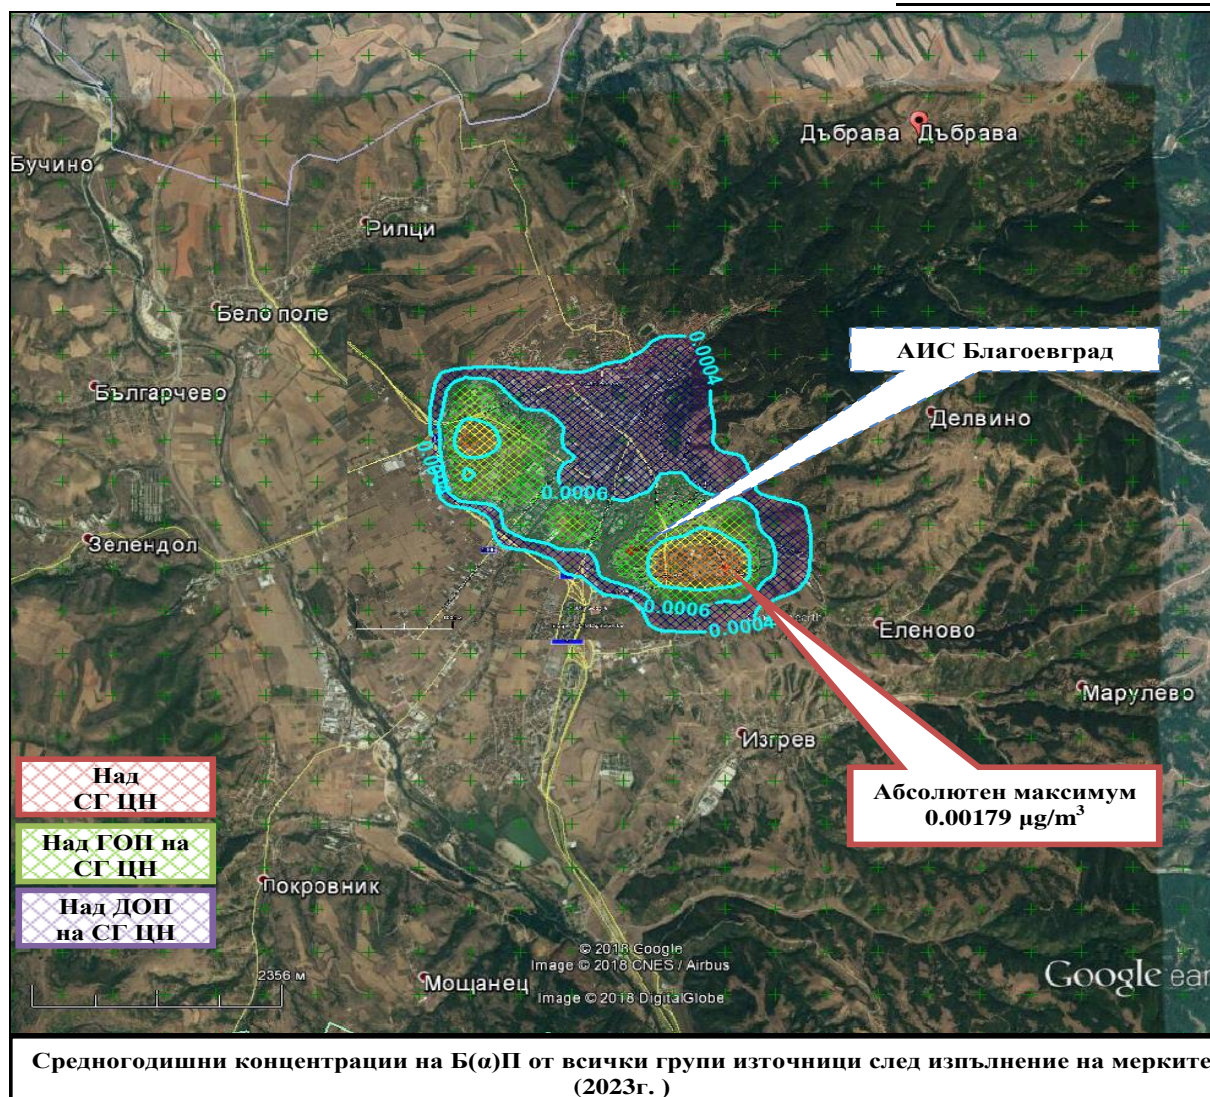 Дъбрава Дъбрава
Бучино
Рилци
Бело поле
0.0004
АИС Благоевград
Българчево
Делвино
0.0006
Зелендол
0.0006
0.0004
Еленово
Марулево
Изгрев
Над
СГ ЦН
Абсолютен максимум
0.00179 µg/m³
Над ГОП на
СГ ЦН
Покровник
Над ДОП
на СГ ЦН
© 2018 Google
Image © 2018 CNES / Airbus
2356 м
Мощанец
Image © 2018 DigitalGlobe
Google ear
Средногодишни концентрации на Б(α)П от всички групи източници след изпълнение на мерките
(2023г. )